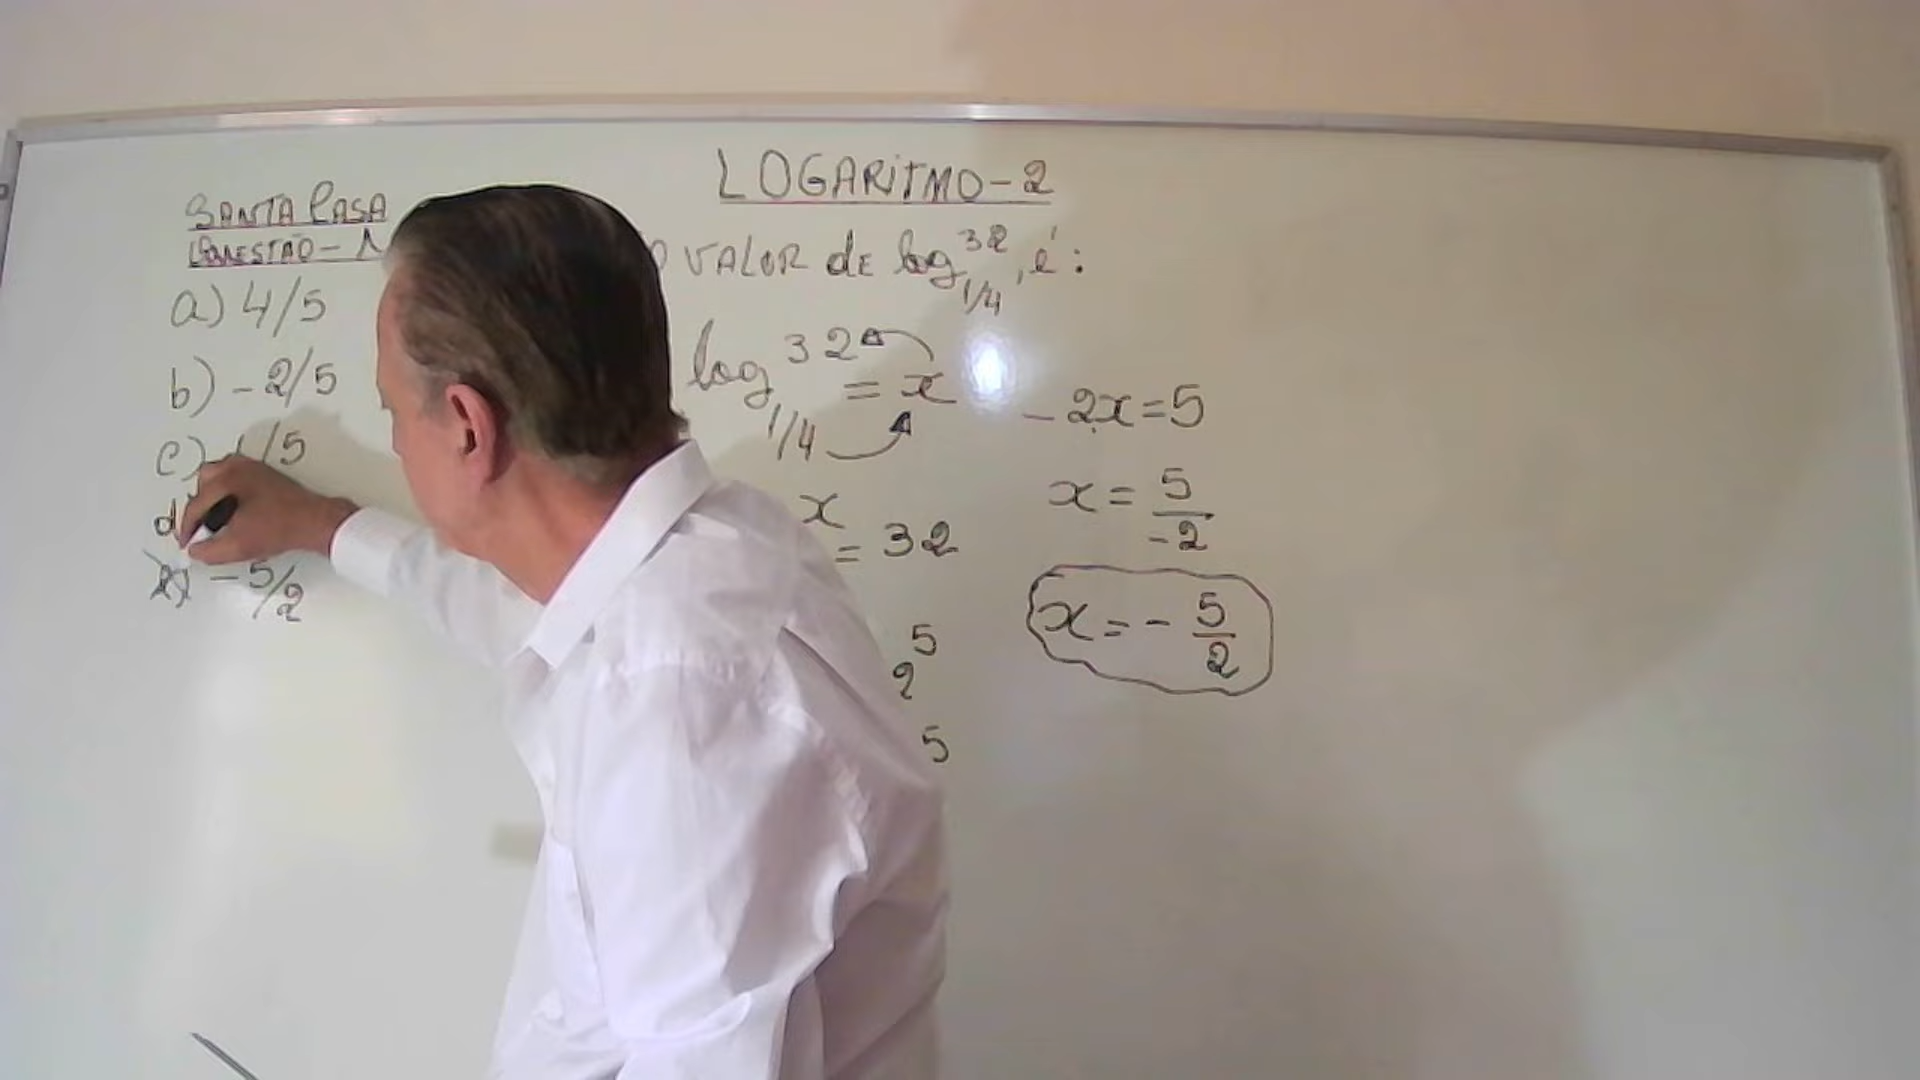 LOGARITMO-2
SANTA CASA
QUESTÃO-
VALOR DE log 32 1/4, é:
a) 4/5
b) -2/5
c) /5
d
e) -5/2
log 32 1/4 = x
x = 32
5
2
5
-2x=5
x = 5/-2
x = - 5/2